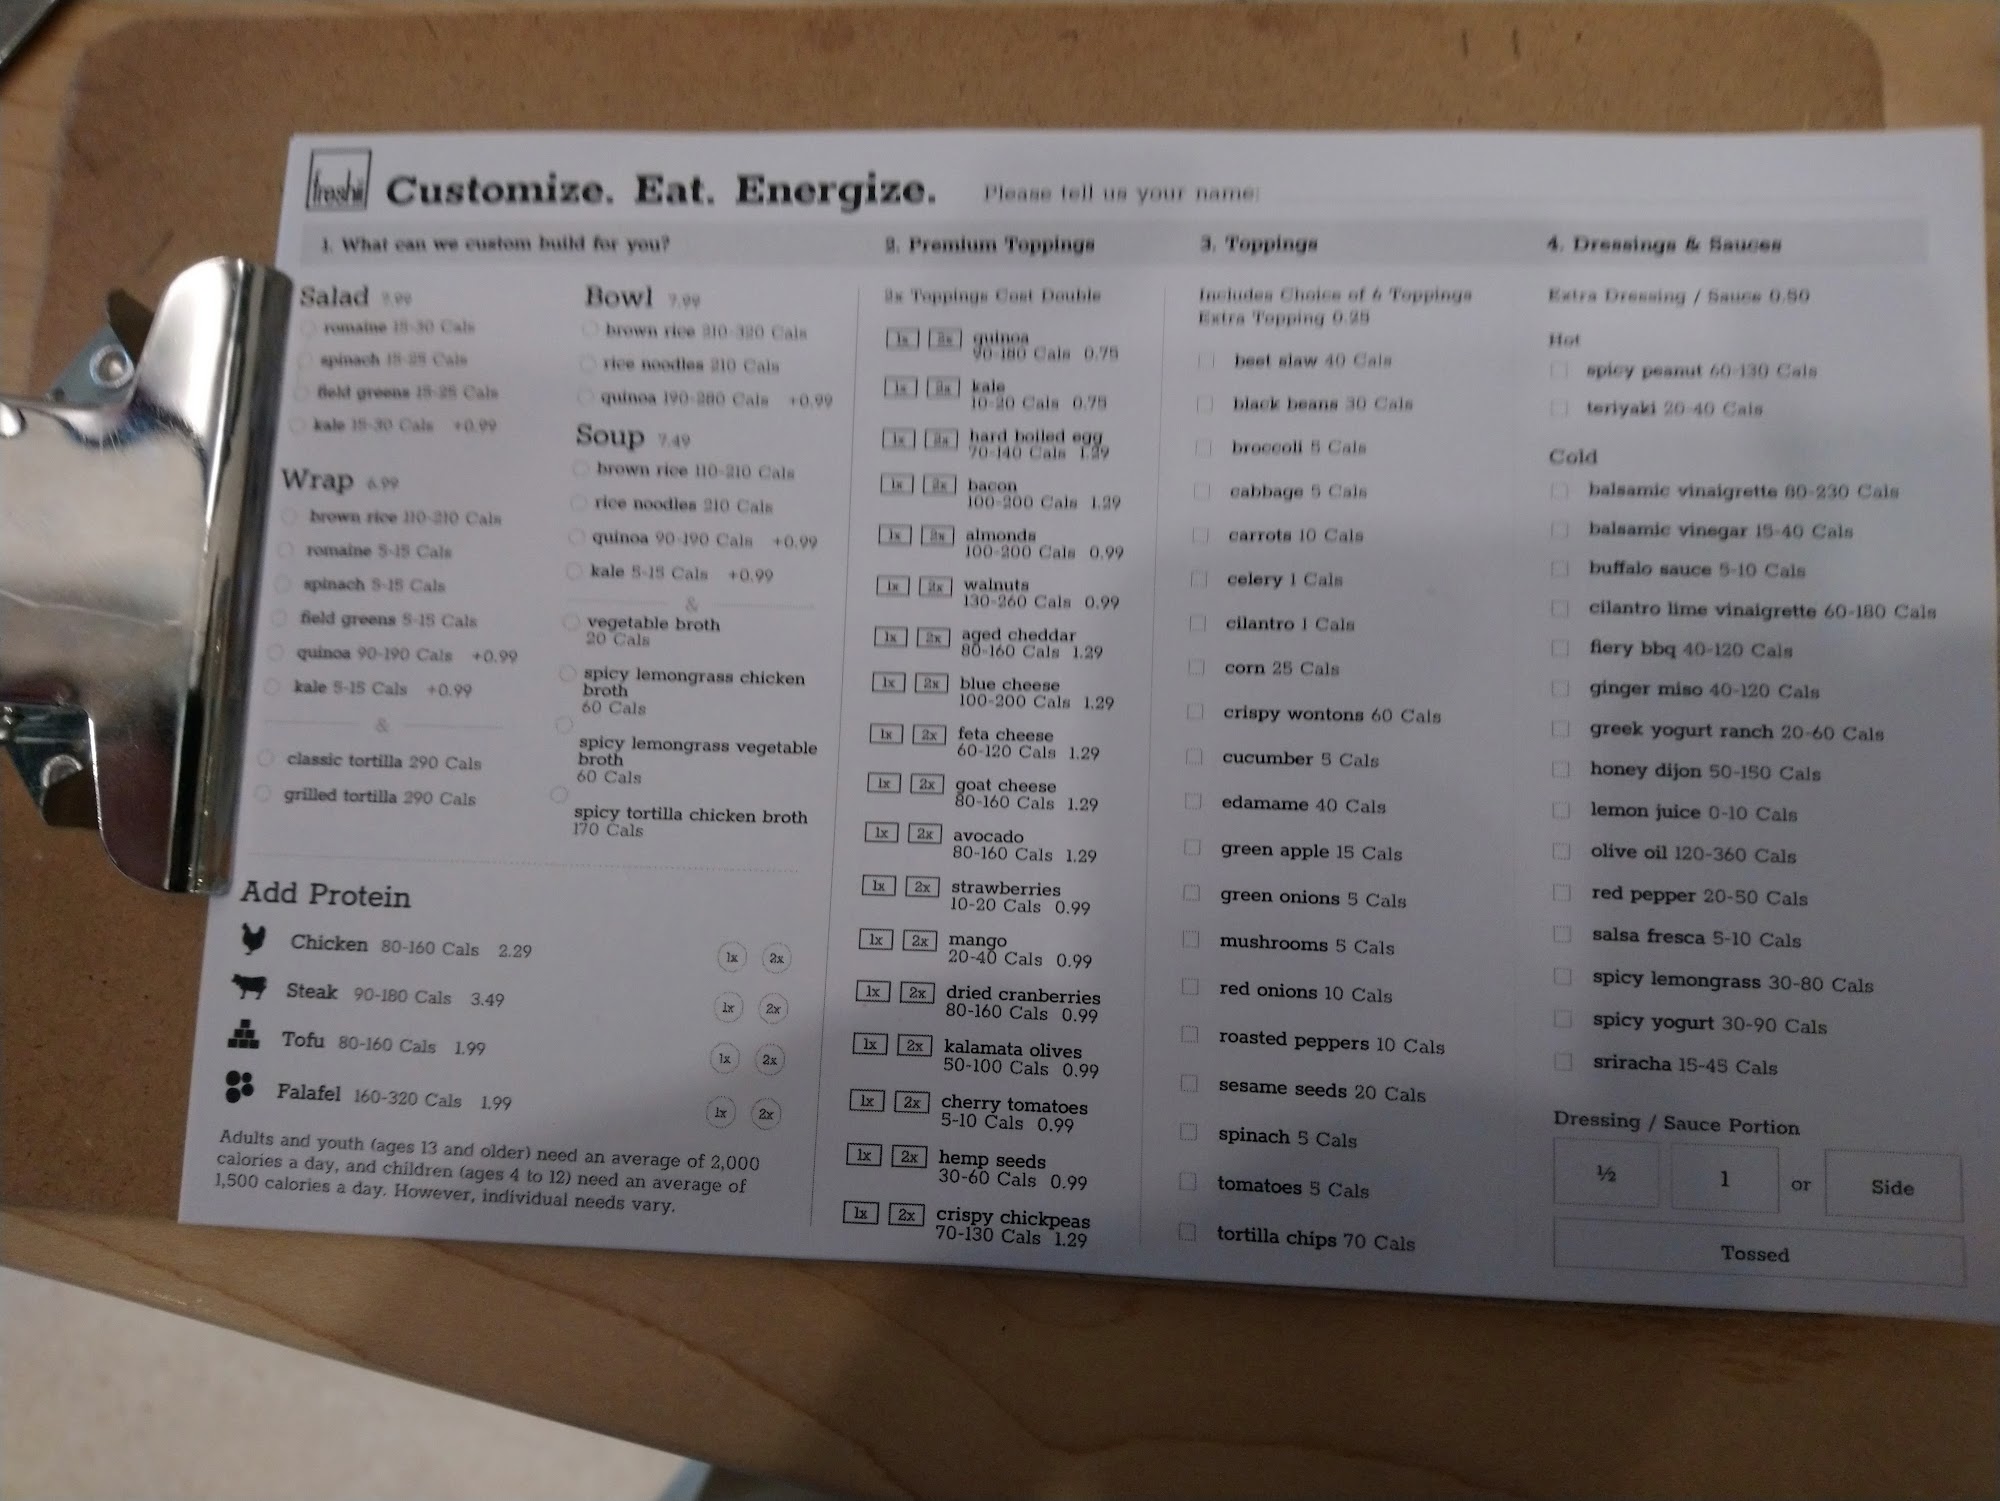 freshii
Customize. Eat. Energize.
Please tell us your name:
1. What can we custom build for you?
Salad 7.99
romaine 15-30 Cals
spinach 15-25 Cals
field greens 15-25 Cals
kale 15-30 Cals +0.99
Wrap 6.99
brown rice 110-210 Cals
romaine 5-15 Cals
spinach 5-15 Cals
field greens 5-15 Cals
quinoa 90-190 Cals +0.99
kale 5-15 Cals +0.99
&
classic tortilla 290 Cals
grilled tortilla 290 Cals
Bowl 7.99
brown rice 210-320 Cals
rice noodles 210 Cals
quinoa 190-280 Cals +0.99
Soup 7.49
brown rice 110-210 Cals
rice noodles 210 Cals
quinoa 90-190 Cals +0.99
kale 5-15 Cals +0.99
&
vegetable broth
20 Cals
spicy lemongrass chicken
broth
60 Cals
spicy lemongrass vegetable
broth
60 Cals
spicy tortilla chicken broth
170 Cals
Add Protein
Chicken 80-160 Cals 2.29 1x 2x
Steak 90-180 Cals 3.49 1x 2x
Tofu 80-160 Cals 1.99 1x 2x
Falafel 160-320 Cals 1.99 1x 2x
Adults and youth (ages 13 and older) need an average of 2,000
calories a day, and children (ages 4 to 12) need an average of
1,500 calories a day. However, individual needs vary.
2. Premium Toppings
2x Toppings Cost Double
1x 2x quinoa
90-180 Cals 0.75
1x 2x kale
10-20 Cals 0.75
1x 2x hard boiled egg
70-140 Cals 1.29
1x 2x bacon
100-200 Cals 1.29
1x 2x almonds
100-200 Cals 0.99
1x 2x walnuts
130-260 Cals 0.99
1x 2x aged cheddar
80-160 Cals 1.29
1x 2x blue cheese
100-200 Cals 1.29
1x 2x feta cheese
60-120 Cals 1.29
1x 2x goat cheese
80-160 Cals 1.29
1x 2x avocado
80-160 Cals 1.29
1x 2x strawberries
10-20 Cals 0.99
1x 2x mango
20-40 Cals 0.99
1x 2x dried cranberries
80-160 Cals 0.99
1x 2x kalamata olives
50-100 Cals 0.99
1x 2x cherry tomatoes
5-10 Cals 0.99
1x 2x hemp seeds
30-60 Cals 0.99
1x 2x crispy chickpeas
70-130 Cals 1.29
3. Toppings
Includes Choice of 6 Toppings
Extra Topping 0.25
beet slaw 40 Cals
black beans 30 Cals
broccoli 5 Cals
cabbage 5 Cals
carrots 10 Cals
celery 1 Cals
cilantro 1 Cals
corn 25 Cals
crispy wontons 60 Cals
cucumber 5 Cals
edamame 40 Cals
green apple 15 Cals
green onions 5 Cals
mushrooms 5 Cals
red onions 10 Cals
roasted peppers 10 Cals
sesame seeds 20 Cals
spinach 5 Cals
tomatoes 5 Cals
tortilla chips 70 Cals
4. Dressings & Sauces
Extra Dressing / Sauce 0.50
Hot
spicy peanut 60-130 Cals
teriyaki 20-40 Cals
Cold
balsamic vinaigrette 80-230 Cals
balsamic vinegar 15-40 Cals
buffalo sauce 5-10 Cals
cilantro lime vinaigrette 60-180 Cals
fiery bbq 40-120 Cals
ginger miso 40-120 Cals
greek yogurt ranch 20-60 Cals
honey dijon 50-150 Cals
lemon juice 0-10 Cals
olive oil 120-360 Cals
red pepper 20-50 Cals
salsa fresca 5-10 Cals
spicy lemongrass 30-80 Cals
spicy yogurt 30-90 Cals
sriracha 15-45 Cals
Dressing / Sauce Portion
½ 1 or Side
Tossed